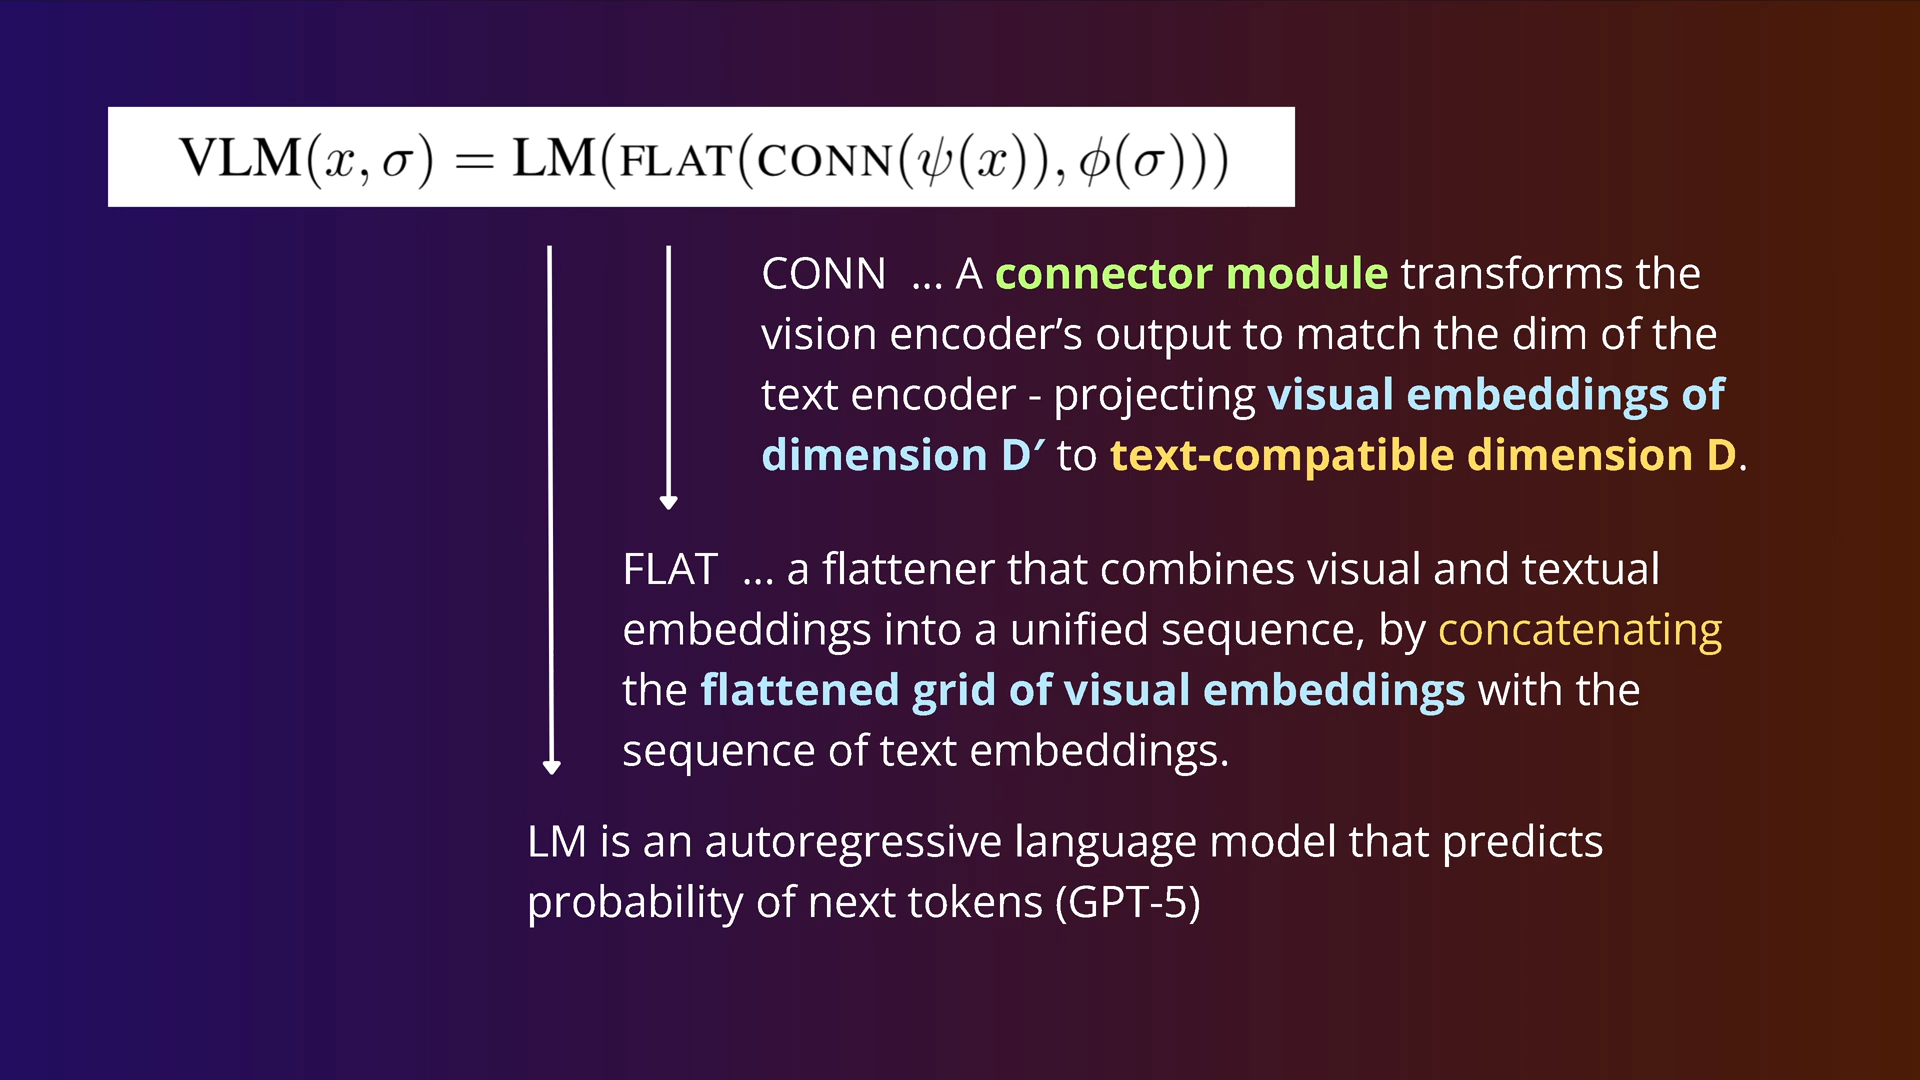 VLM(x, σ) = LM(FLAT(CONN(ψ(x)), ϕ(σ)))
CONN ... A connector module transforms the
vision encoder’s output to match the dim of the
text encoder - projecting visual embeddings of
dimension D′ to text-compatible dimension D.
FLAT ... a flattener that combines visual and textual
embeddings into a unified sequence, by concatenating
the flattened grid of visual embeddings with the
sequence of text embeddings.
LM is an autoregressive language model that predicts
probability of next tokens (GPT-5)